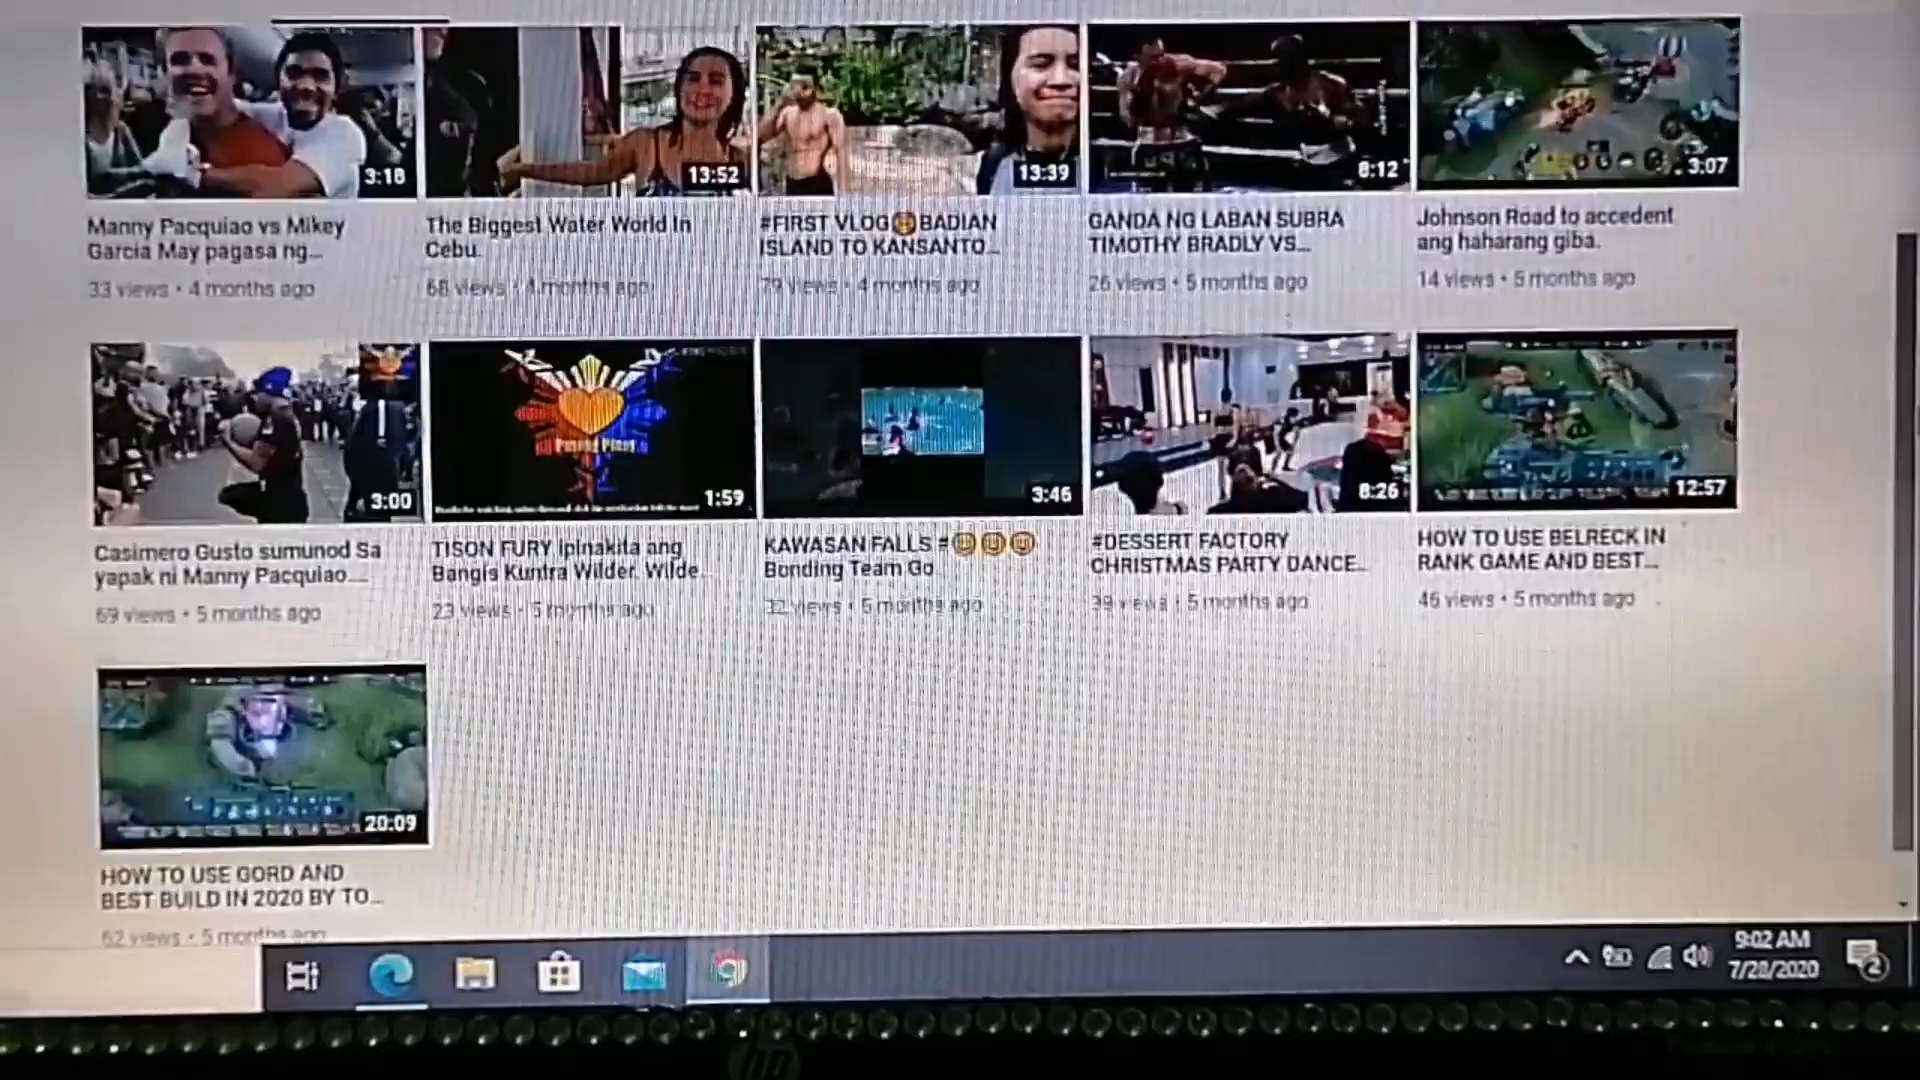 3:18
13:52
13:39
8:12
3:07
Manny Pacquiao vs Mikey
Garcia May pagasa ng...
33 views • 4 months ago
The Biggest Water World In
Cebu.
68 views • 4 months ago
#FIRST VLOG😀BADIAN
ISLAND TO KANSANTO...
79 views • 4 months ago
GANDA NG LABAN SUBRA
TIMOTHY BRADLY VS...
26 views • 5 months ago
Johnson Road to accedent
ang haharang giba.
14 views • 5 months ago
3:00
Pusong Pinoy
1:59
3:46
8:26
12:57
Casimero Gusto sumunod Sa
yapak ni Manny Pacquiao....
69 views • 5 months ago
TISON FURY ipinakita ang
Bangis Kuntra Wilder. Wilde...
23 views • 5 months ago
KAWASAN FALLS #😀😀😀
Bonding Team Go.
32 views • 5 months ago
#DESSERT FACTORY
CHRISTMAS PARTY DANCE...
39 views • 5 months ago
HOW TO USE BELRECK IN
RANK GAME AND BEST...
46 views • 5 months ago
20:09
HOW TO USE GORD AND
BEST BUILD IN 2020 BY TO...
62 views • 5 months ago
9:02 AM
7/28/2020
2
hp